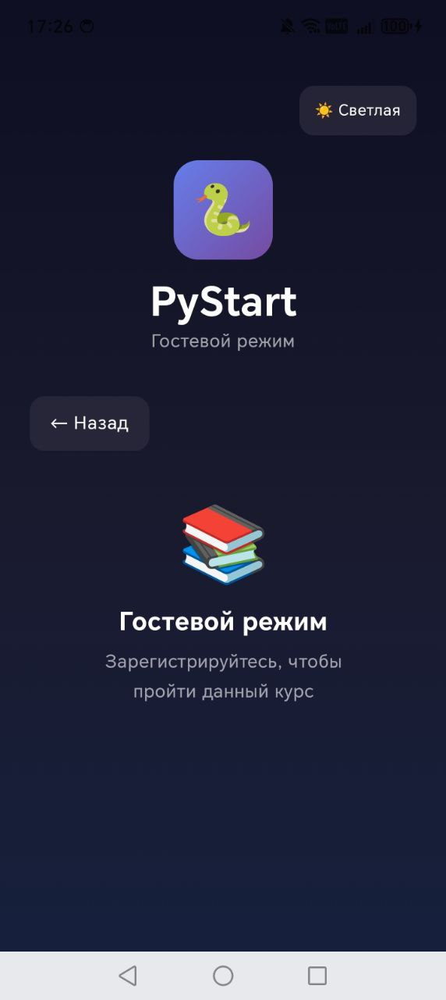 17:26
Светлая
PyStart
Гостевой режим
← Назад
Гостевой режим
Зарегистрируйтесь, чтобы
пройти данный курс